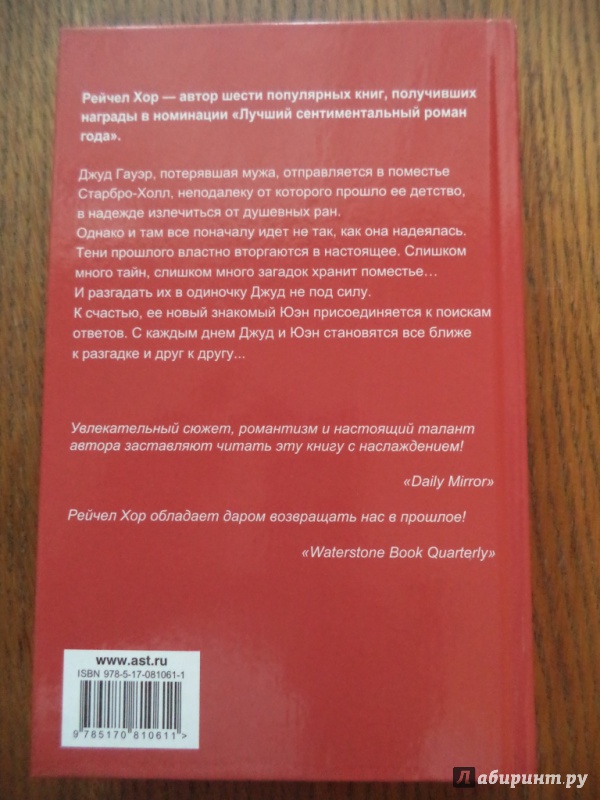 Рейчел Хор — автор шести популярных книг, получивших
награды в номинации «Лучший сентиментальный роман
года».
Джуд Гауэр, потерявшая мужа, отправляется в поместье
Старбро-Холл, неподалеку от которого прошло ее детство,
в надежде излечиться от душевных ран.
Однако и там все поначалу идет не так, как она надеялась.
Тени прошлого властно вторгаются в настоящее. Слишком
много тайн, слишком много загадок хранит поместье...
И разгадать их в одиночку Джуд не под силу.
К счастью, ее новый знакомый Юэн присоединяется к поискам
ответов. С каждым днем Джуд и Юэн становятся все ближе
к разгадке и друг к другу...
Увлекательный сюжет, романтизм и настоящий талант
автора заставляют читать эту книгу с наслаждением!
«Daily Mirror»
Рейчел Хор обладает даром возвращать нас в прошлое!
«Waterstone Book Quarterly»
www.ast.ru
ISBN 978-5-17-081061-1
9 785170 810611 >
Лабиринт.ру